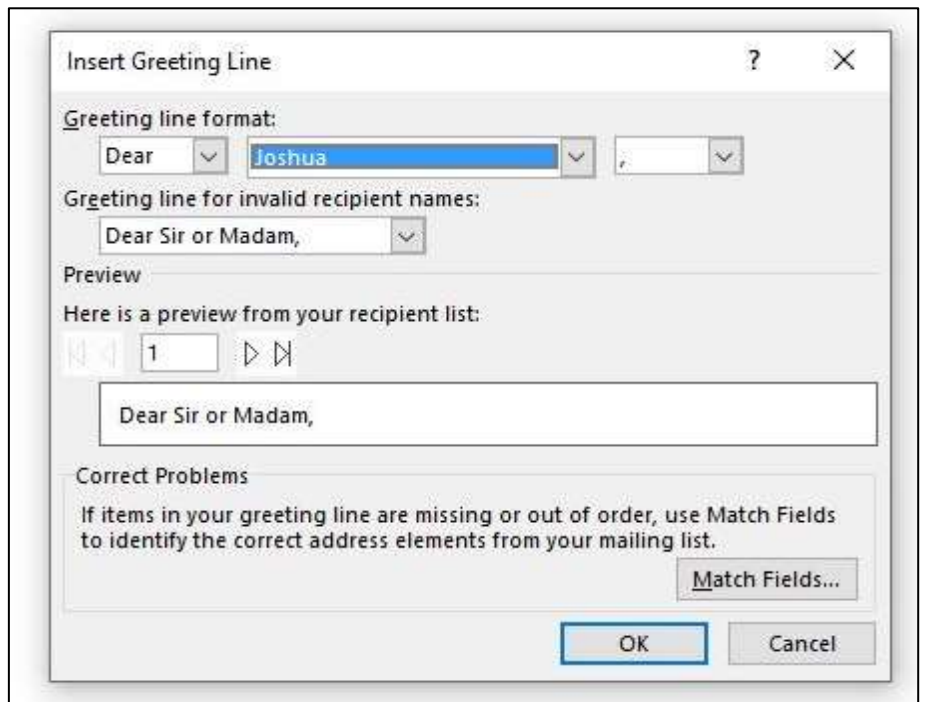 Insert Greeting Line ?
Greeting line format:
Dear Joshua ,
Greeting line for invalid recipient names:
Dear Sir or Madam,
Preview
Here is a preview from your recipient list:
1
Dear Sir or Madam,
Correct Problems
If items in your greeting line are missing or out of order, use Match Fields
to identify the correct address elements from your mailing list.
Match Fields...
OK Cancel